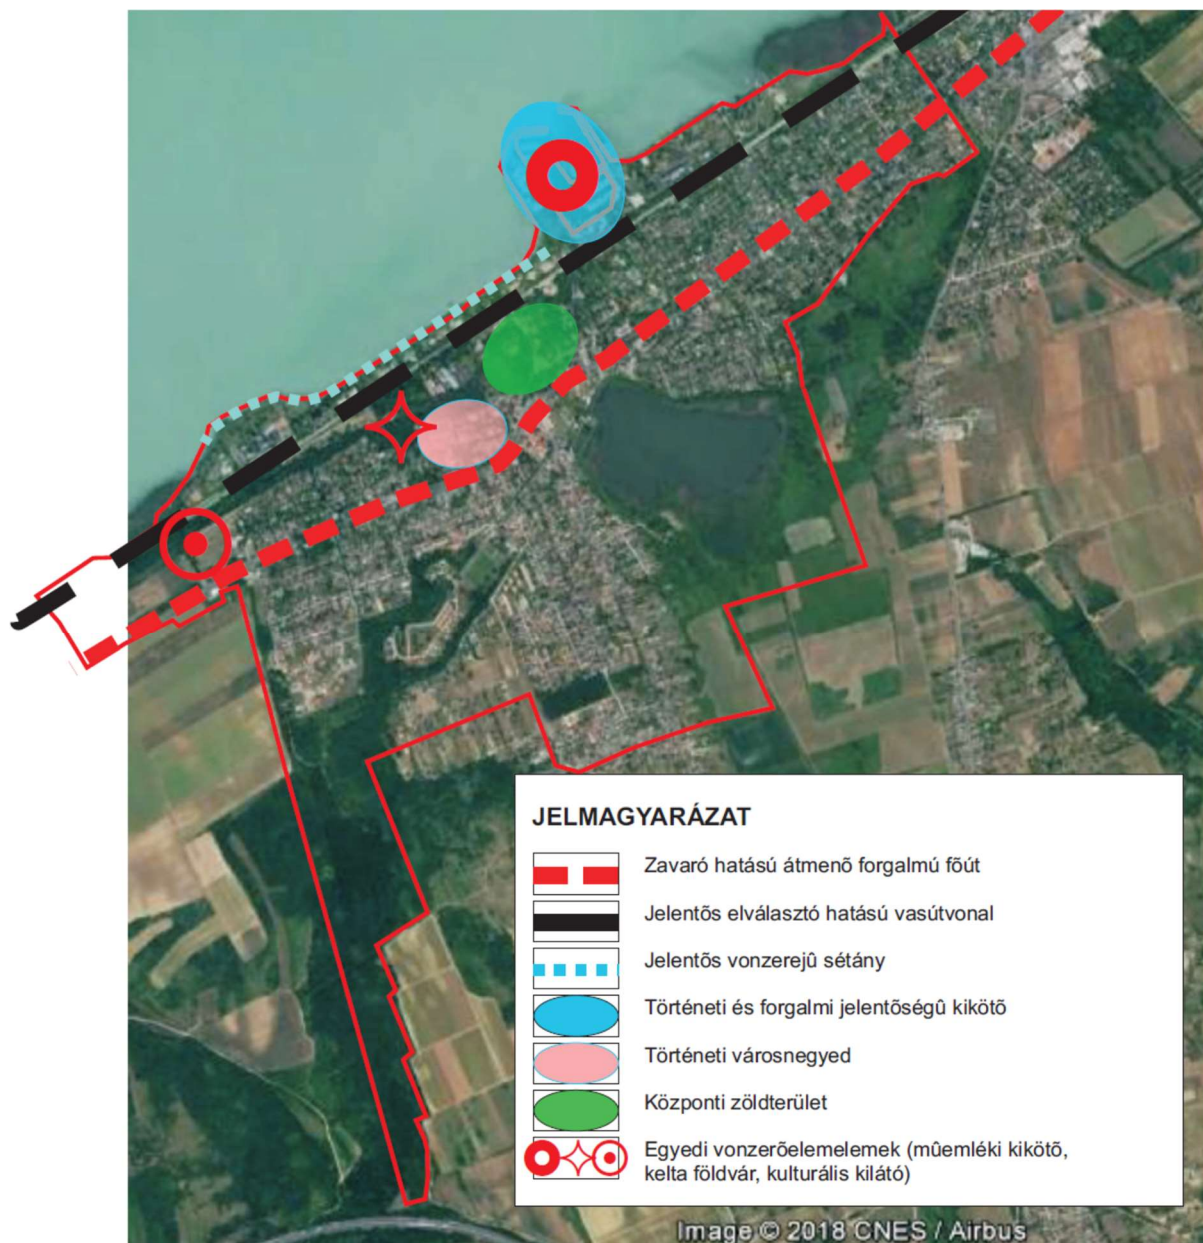 JELMAGYARÁZAT
Zavaró hatású átmenõ forgalmú fõút
Jelentõs elválasztó hatású vasútvonal
Jelentõs vonzerejû sétány
Történeti és forgalmi jelentõségû kikötõ
Történeti városnegyed
Központi zöldterület
Egyedi vonzerõelemelemek (mûemléki kikötõ,
kelta földvár, kulturális kilátó)
Image © 2018 CNES / Airbus